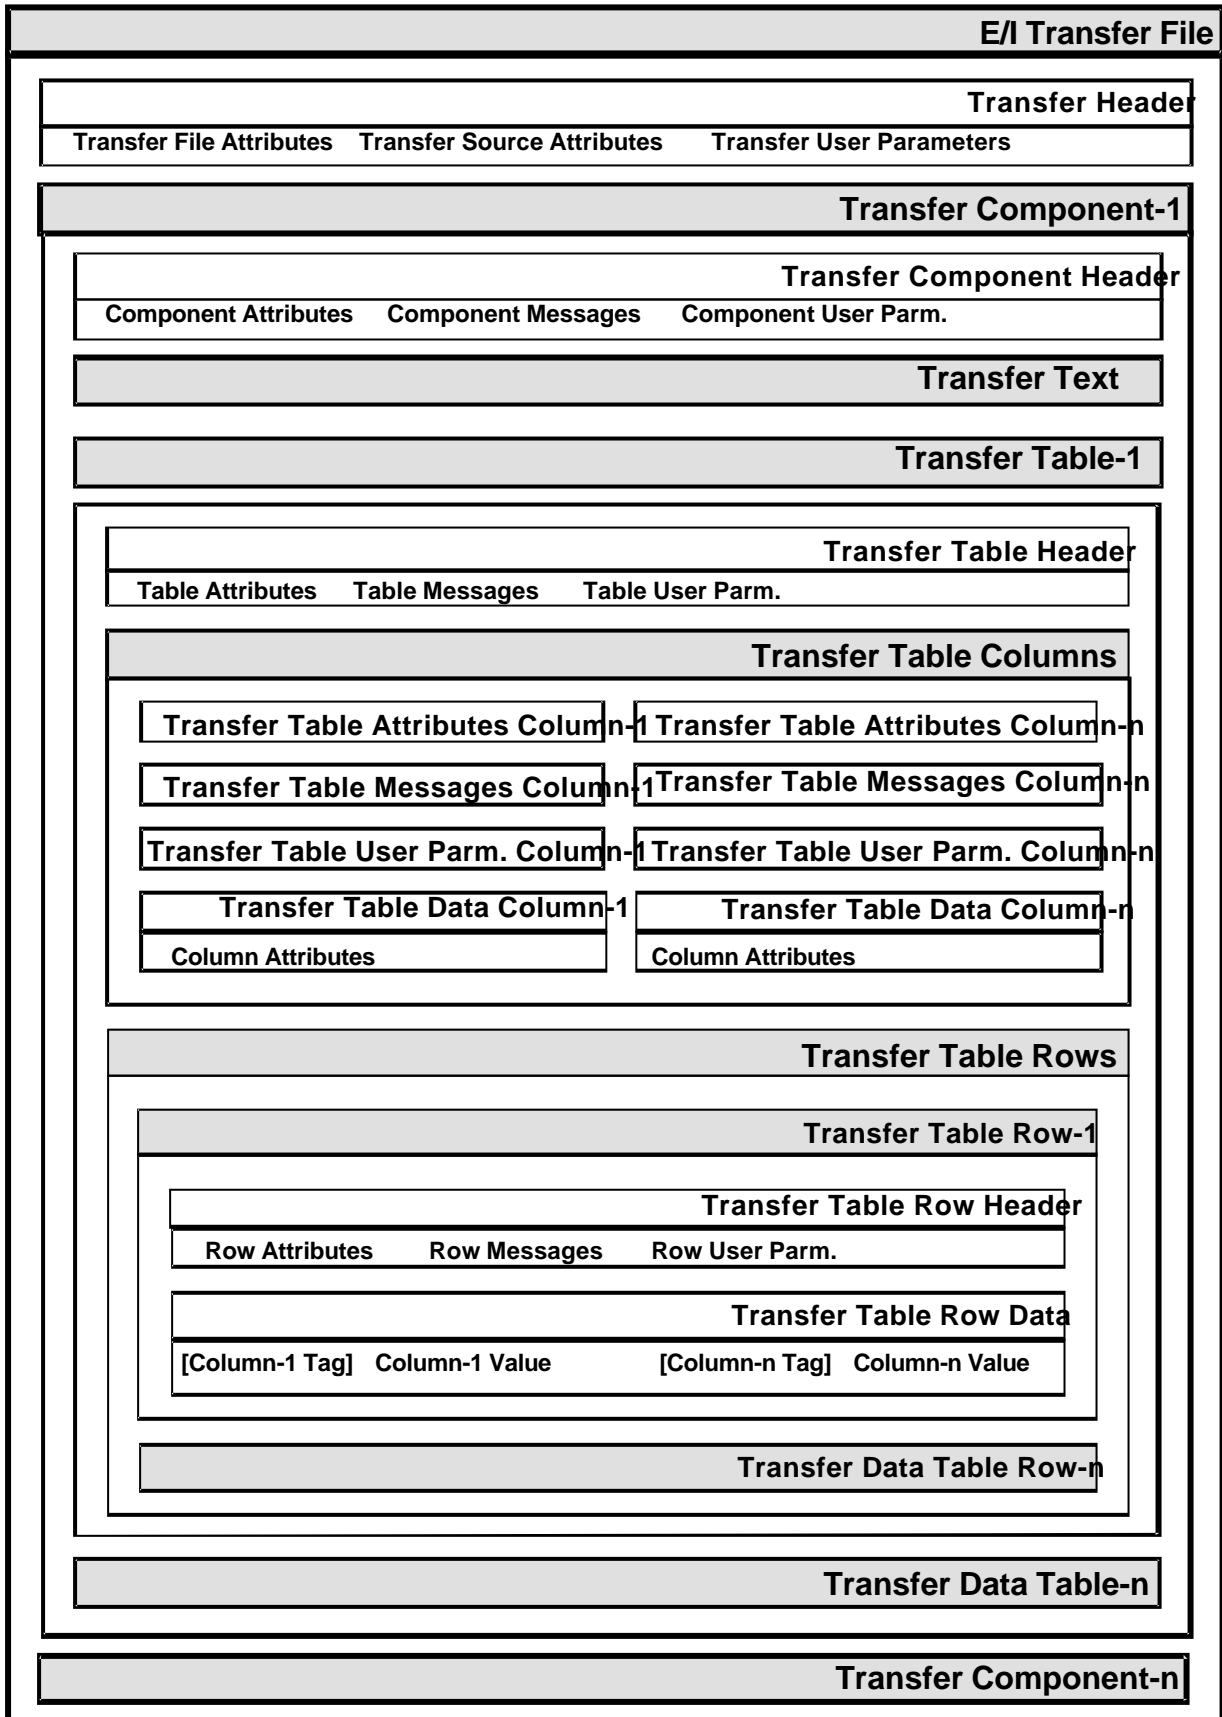 E/I Transfer File
Transfer Header
Transfer File Attributes Transfer Source Attributes Transfer User Parameters
Transfer Component-1
Transfer Component Header
Component Attributes Component Messages Component User Parm.
Transfer Text
Transfer Table-1
Transfer Table Header
Table Attributes Table Messages Table User Parm.
Transfer Table Columns
Transfer Table Attributes Column-1 Transfer Table Attributes Column-n
Transfer Table Messages Column-1 Transfer Table Messages Column-n
Transfer Table User Parm. Column-1 Transfer Table User Parm. Column-n
Transfer Table Data Column-1 Transfer Table Data Column-n
Column Attributes Column Attributes
Transfer Table Rows
Transfer Table Row-1
Transfer Table Row Header
Row Attributes Row Messages Row User Parm.
Transfer Table Row Data
[Column-1 Tag] Column-1 Value [Column-n Tag] Column-n Value
Transfer Data Table Row-n
Transfer Data Table-n
Transfer Component-n